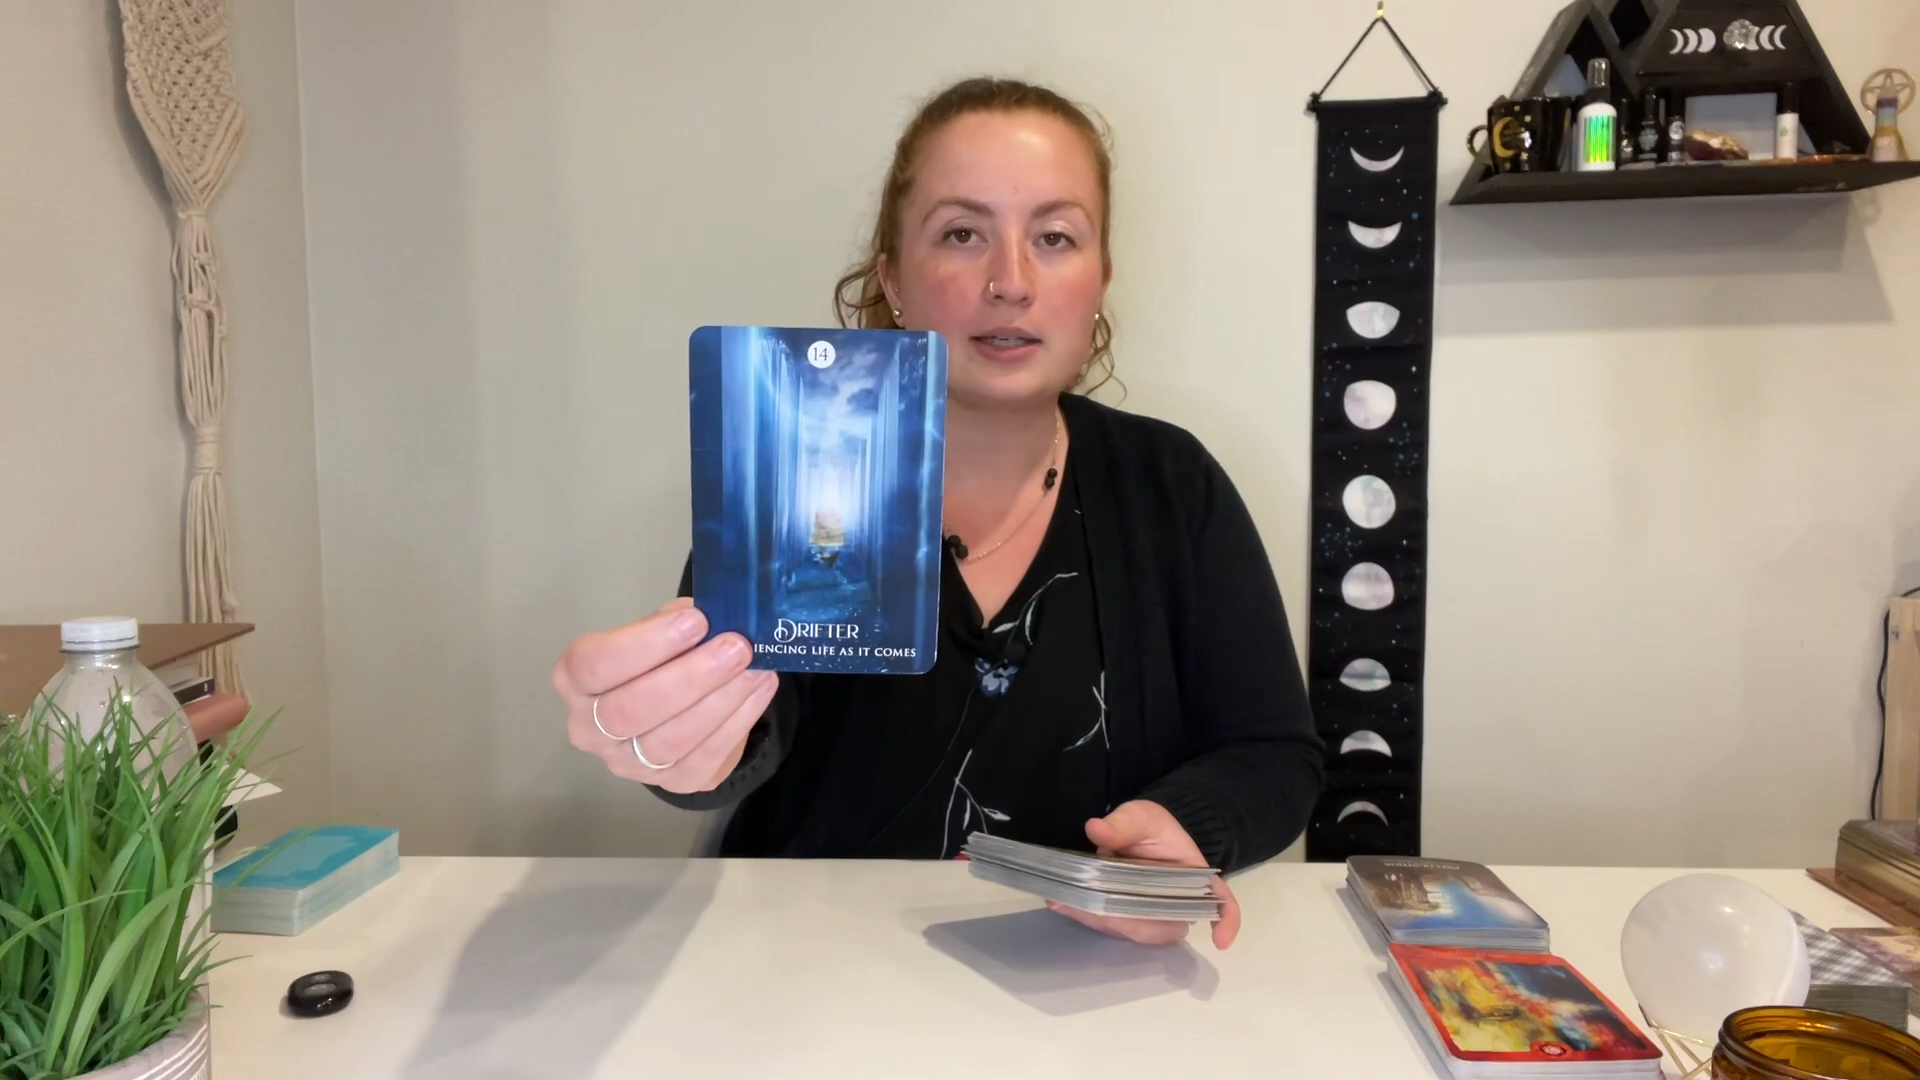 14
DRIFTER
IENCING LIFE AS IT COMES